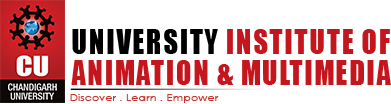 CU
CHANDIGARH
UNIVERSITY
UNIVERSITY INSTITUTE OF
ANIMATION & MULTIMEDIA
Discover . Learn . Empower